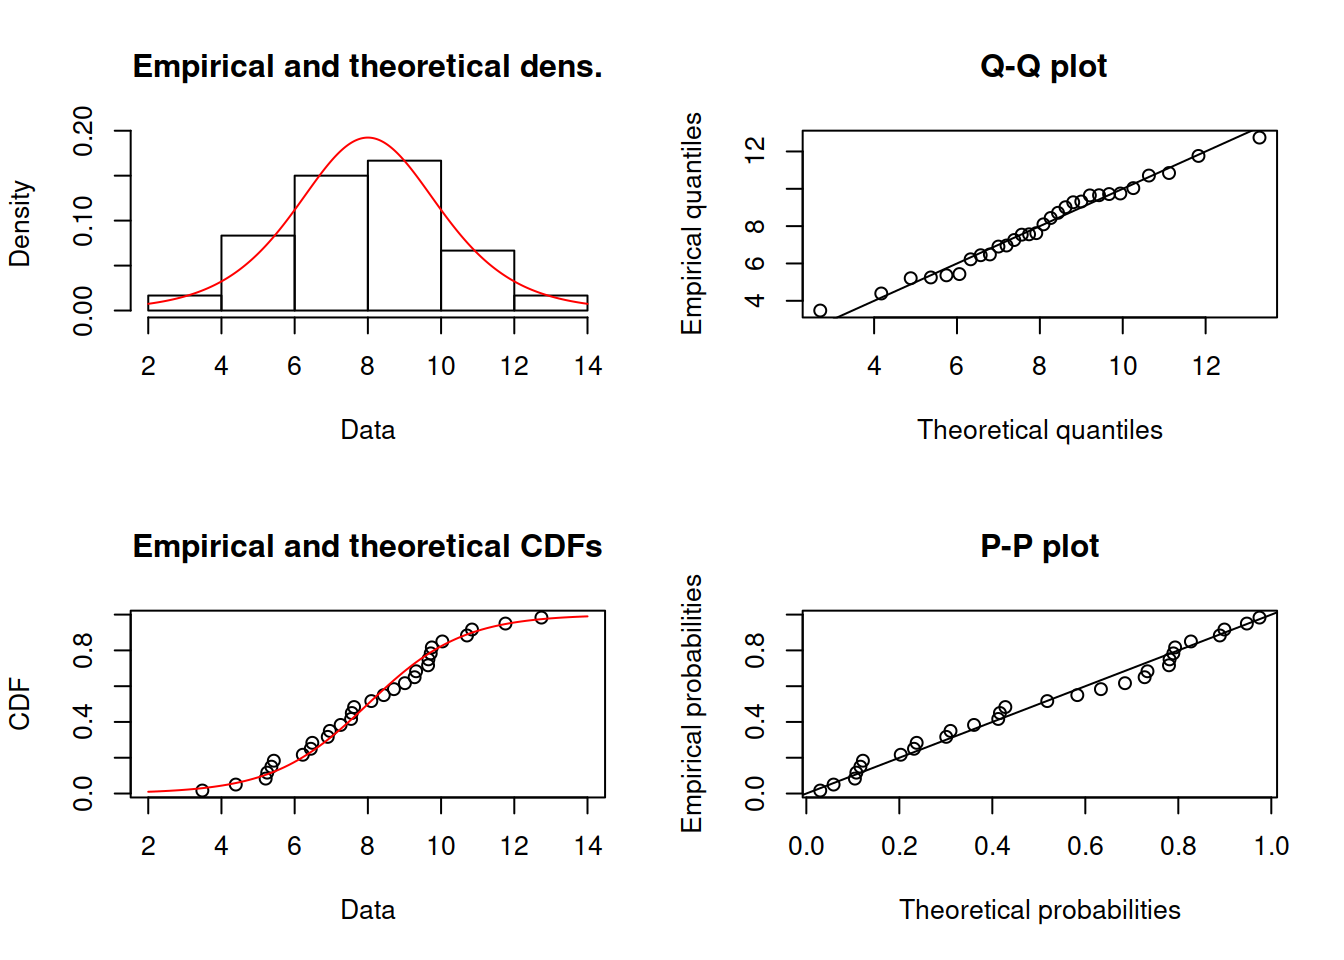 Empirical and theoretical dens.
Density
0.00 0.10 0.20
2 4 6 8 10 12 14
Data
Q-Q plot
Empirical quantiles
4 6 8 12
4 6 8 10 12
Theoretical quantiles
Empirical and theoretical CDFs
CDF
0.0 0.4 0.8
2 4 6 8 10 12 14
Data
P-P plot
Empirical probabilities
0.0 0.4 0.8
0.0 0.2 0.4 0.6 0.8 1.0
Theoretical probabilities